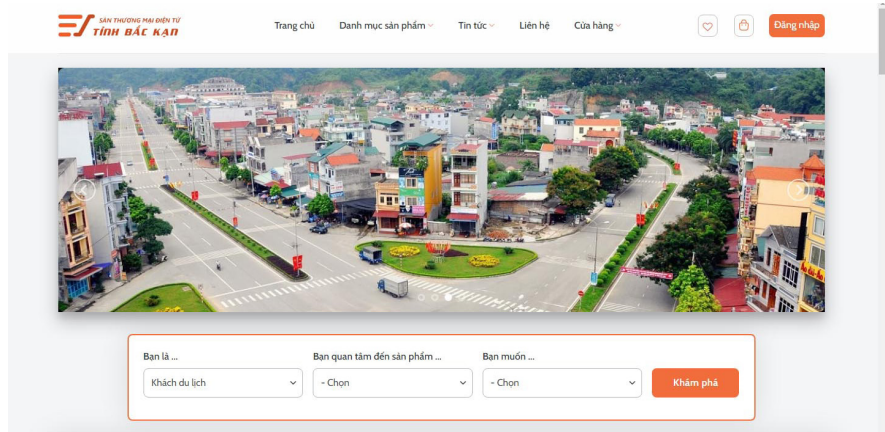 SÀN THƯƠNG MẠI ĐIỆN TỬ
TỈNH BẮC KẠN
Trang chủ
Danh mục sản phẩm
Tin tức
Liên hệ
Cửa hàng
Đăng nhập
Bạn là ...
Bạn quan tâm đến sản phẩm ...
Bạn muốn ...
Khách du lịch
- Chọn
- Chọn
Khám phá